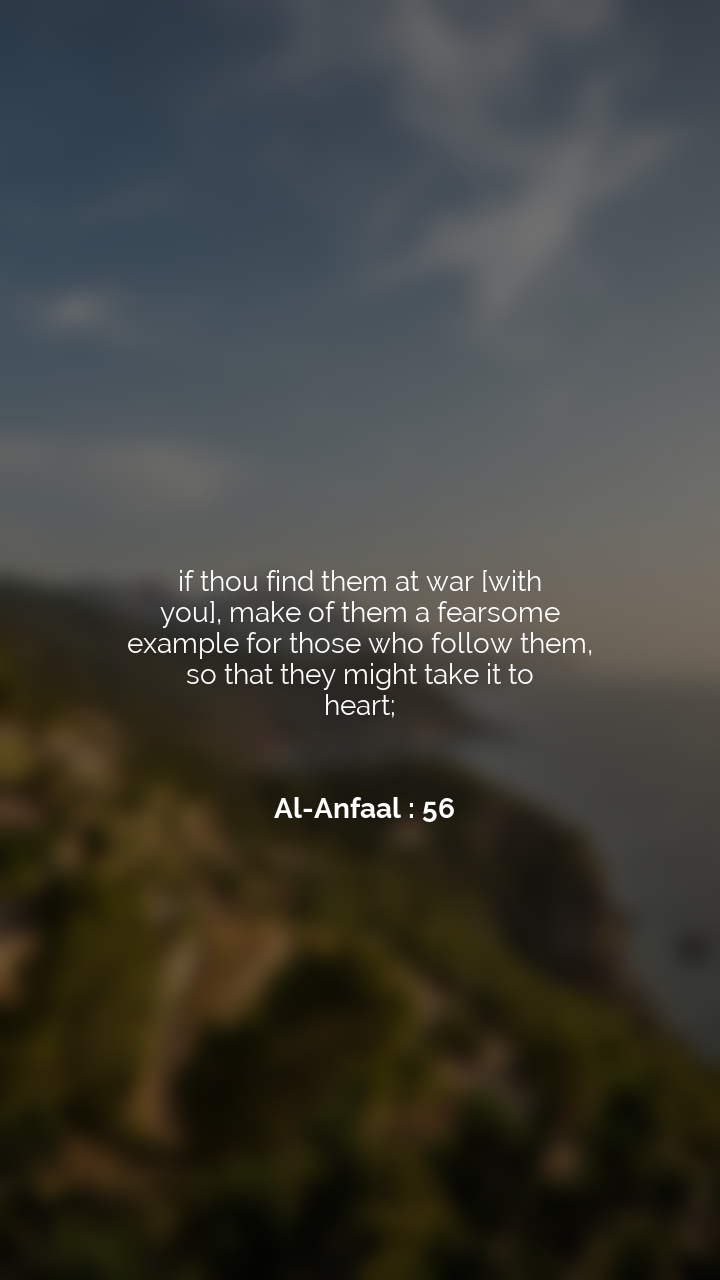 if thou find them at war [with
you], make of them a fearsome
example for those who follow them,
so that they might take it to
heart;
Al-Anfaal : 56